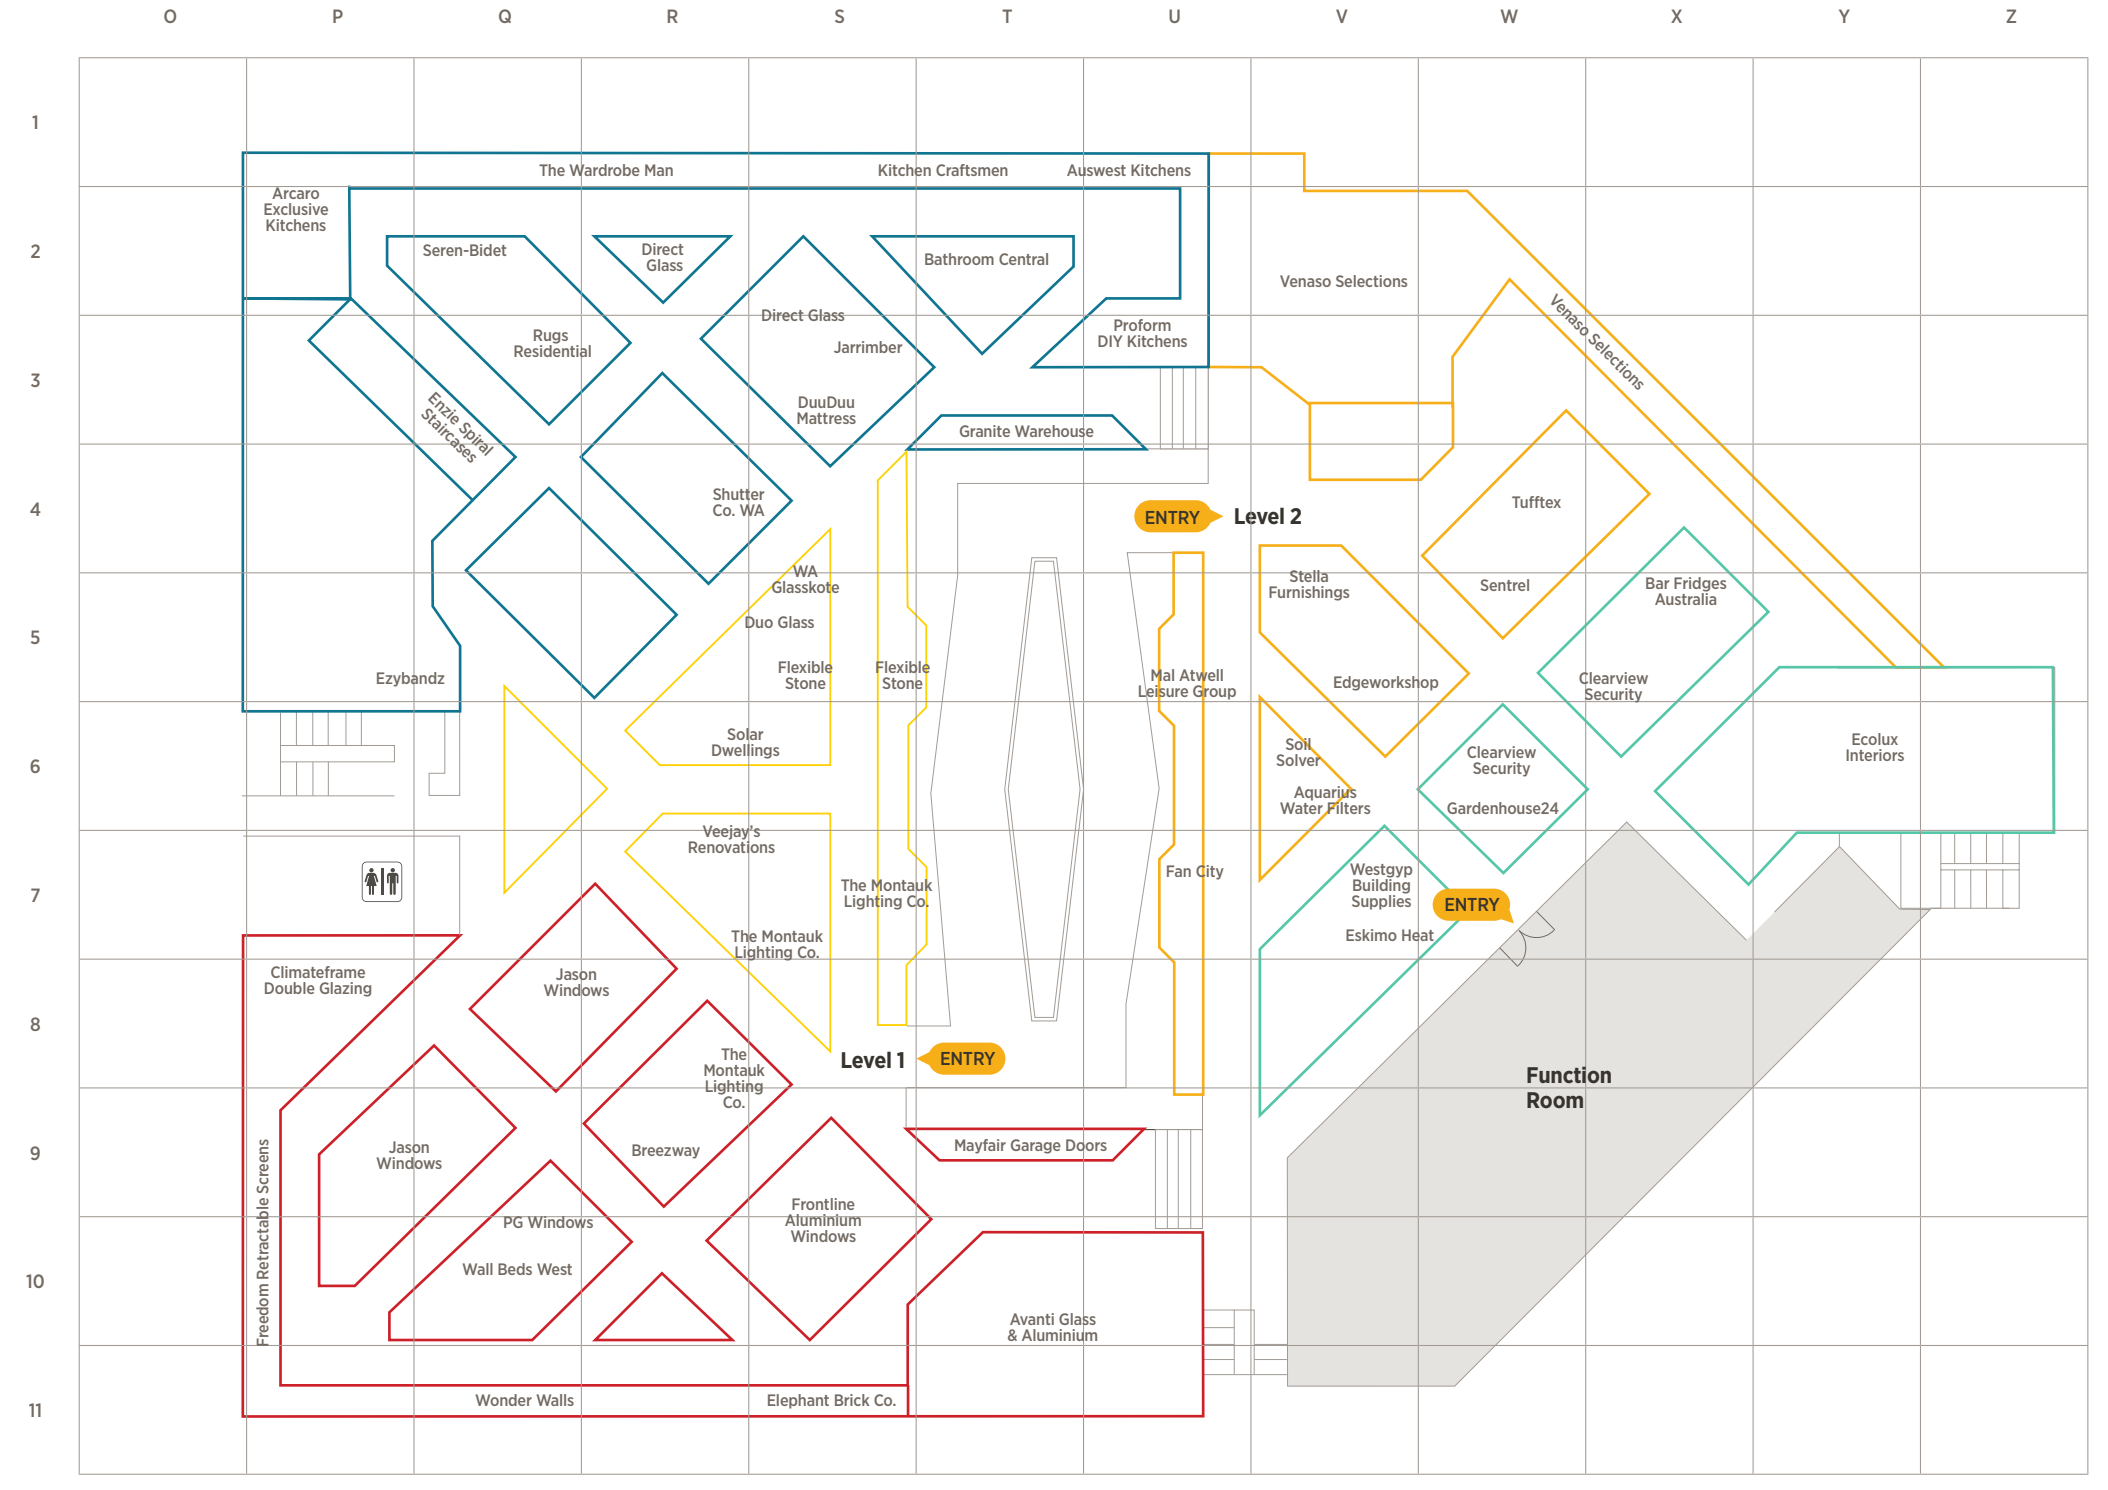 O P Q R S T U V W X Y Z
1
The Wardrobe Man
Kitchen Craftsmen
Auswest Kitchens
Arcaro
Exclusive
Kitchens
2
Seren-Bidet
Direct
Glass
Bathroom Central
Venaso Selections
Venaso Selections
Direct Glass
Proform
DIY Kitchens
Rugs
Residential
Jarrimber
3
Enzie Spiral
Staircases
DuuDuu
Mattress
Granite Warehouse
4
Shutter
Co. WA
ENTRY
Level 2
Tufftex
WA
Glasskote
Stella
Furnishings
Sentrel
Bar Fridges
Australia
5
Duo Glass
Ezybandz
Flexible
Stone
Flexible
Stone
Mal Atwell
Leisure Group
Edgeworkshop
Clearview
Security
6
Solar
Dwellings
Soil
Solver
Clearview
Security
Ecolux
Interiors
Aquarius
Water Filters
Gardenhouse24
Veejay's
Renovations
7
The Montauk
Lighting Co.
Fan City
Westgyp
Building
Supplies
ENTRY
Eskimo Heat
The Montauk
Lighting Co.
Climateframe
Double Glazing
Jason
Windows
8
Level 1
ENTRY
The
Montauk
Lighting
Co.
Function
Room
9
Jason
Windows
Breezway
Mayfair Garage Doors
Freedom Retractable Screens
PG Windows
Frontline
Aluminium
Windows
10
Wall Beds West
Avanti Glass
& Aluminium
11
Wonder Walls
Elephant Brick Co.